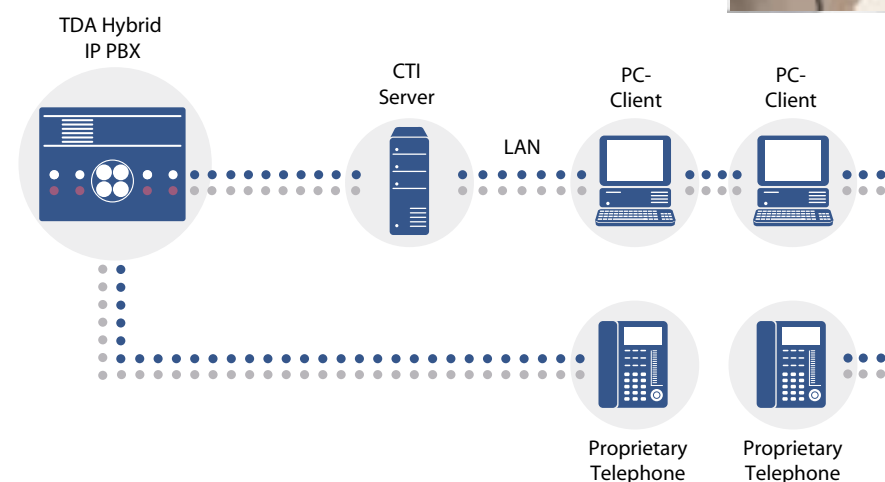 TDA Hybrid
IP PBX
CTI
Server
LAN
PC-
Client
PC-
Client
Proprietary
Telephone
Proprietary
Telephone